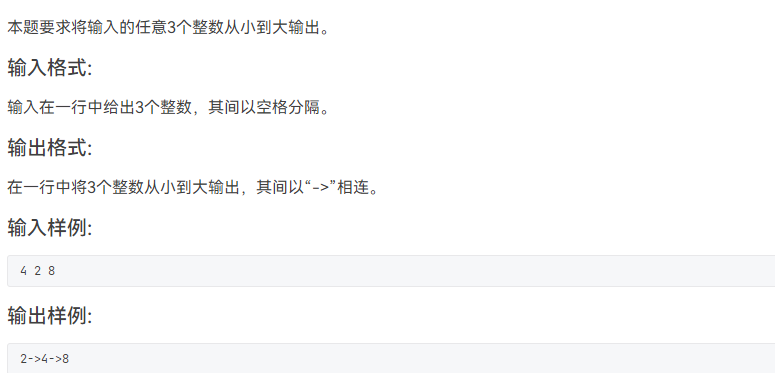 本题要求将输入的任意3个整数从小到大输出。
输入格式:
输入在一行中给出3个整数，其间以空格分隔。
输出格式:
在一行中将3个整数从小到大输出，其间以“->”相连。
输入样例:
4 2 8
输出样例:
2->4->8